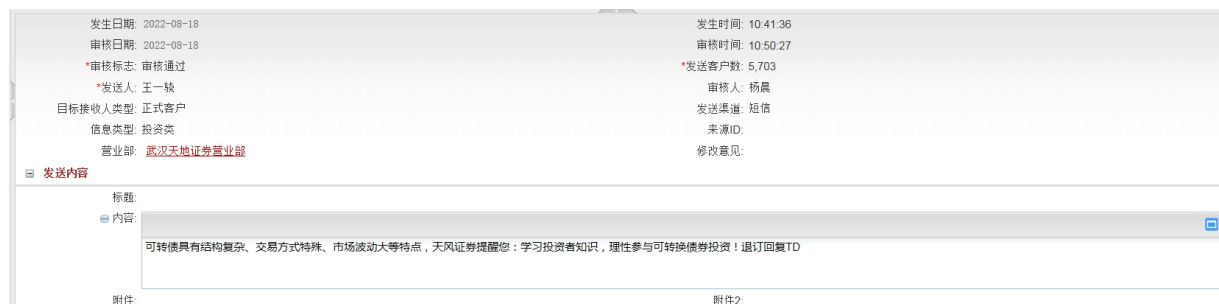 发生日期: 2022-08-18 发生时间: 10:41:36
审核日期: 2022-08-18 审核时间: 10:50:27
*审核标志: 审核通过 *发送客户数: 5,703
*发送人: 王一骁 审核人: 杨晨
目标接收人类型: 正式客户 发送渠道: 短信
信息类型: 投资类 来源ID:
营业部: 武汉天地证券营业部 修改意见:
发送内容
标题:
内容:
可转债具有结构复杂、交易方式特殊、市场波动大等特点，天风证券提醒您：学习投资者知识，理性参与可转换债券投资！退订回复TD
附件: 附件2: